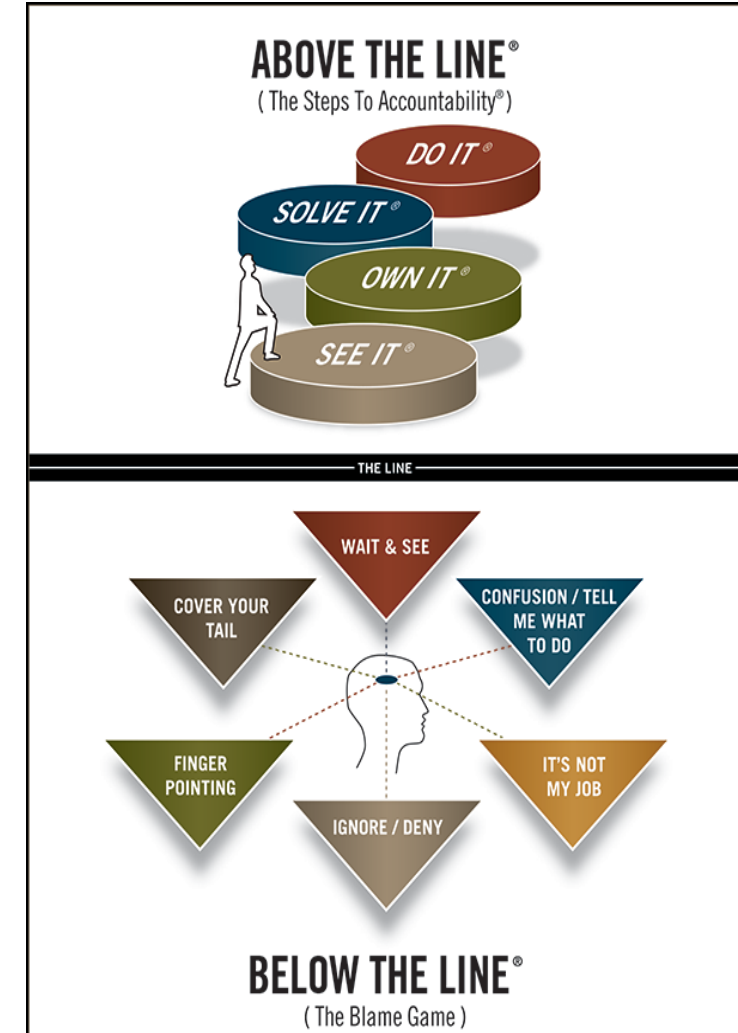 ABOVE THE LINE®
( The Steps To Accountability®)
DO IT ®
SOLVE IT ®
OWN IT ®
SEE IT ®
THE LINE
WAIT & SEE
COVER YOUR
TAIL
CONFUSION / TELL
ME WHAT
TO DO
FINGER
POINTING
IT'S NOT
MY JOB
IGNORE / DENY
BELOW THE LINE®
( The Blame Game )